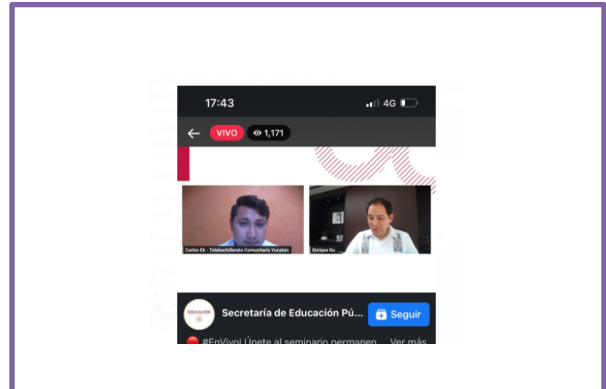 17:43
4G
VIVO 1,171
Carlos Ek - Telebachillerato Comunitario Yucatán
Enrique Ku
EDUCACIÓN
Secretaría de Educación Pú...
Seguir
#EnVivo| Únete al seminario permanen... Ver más